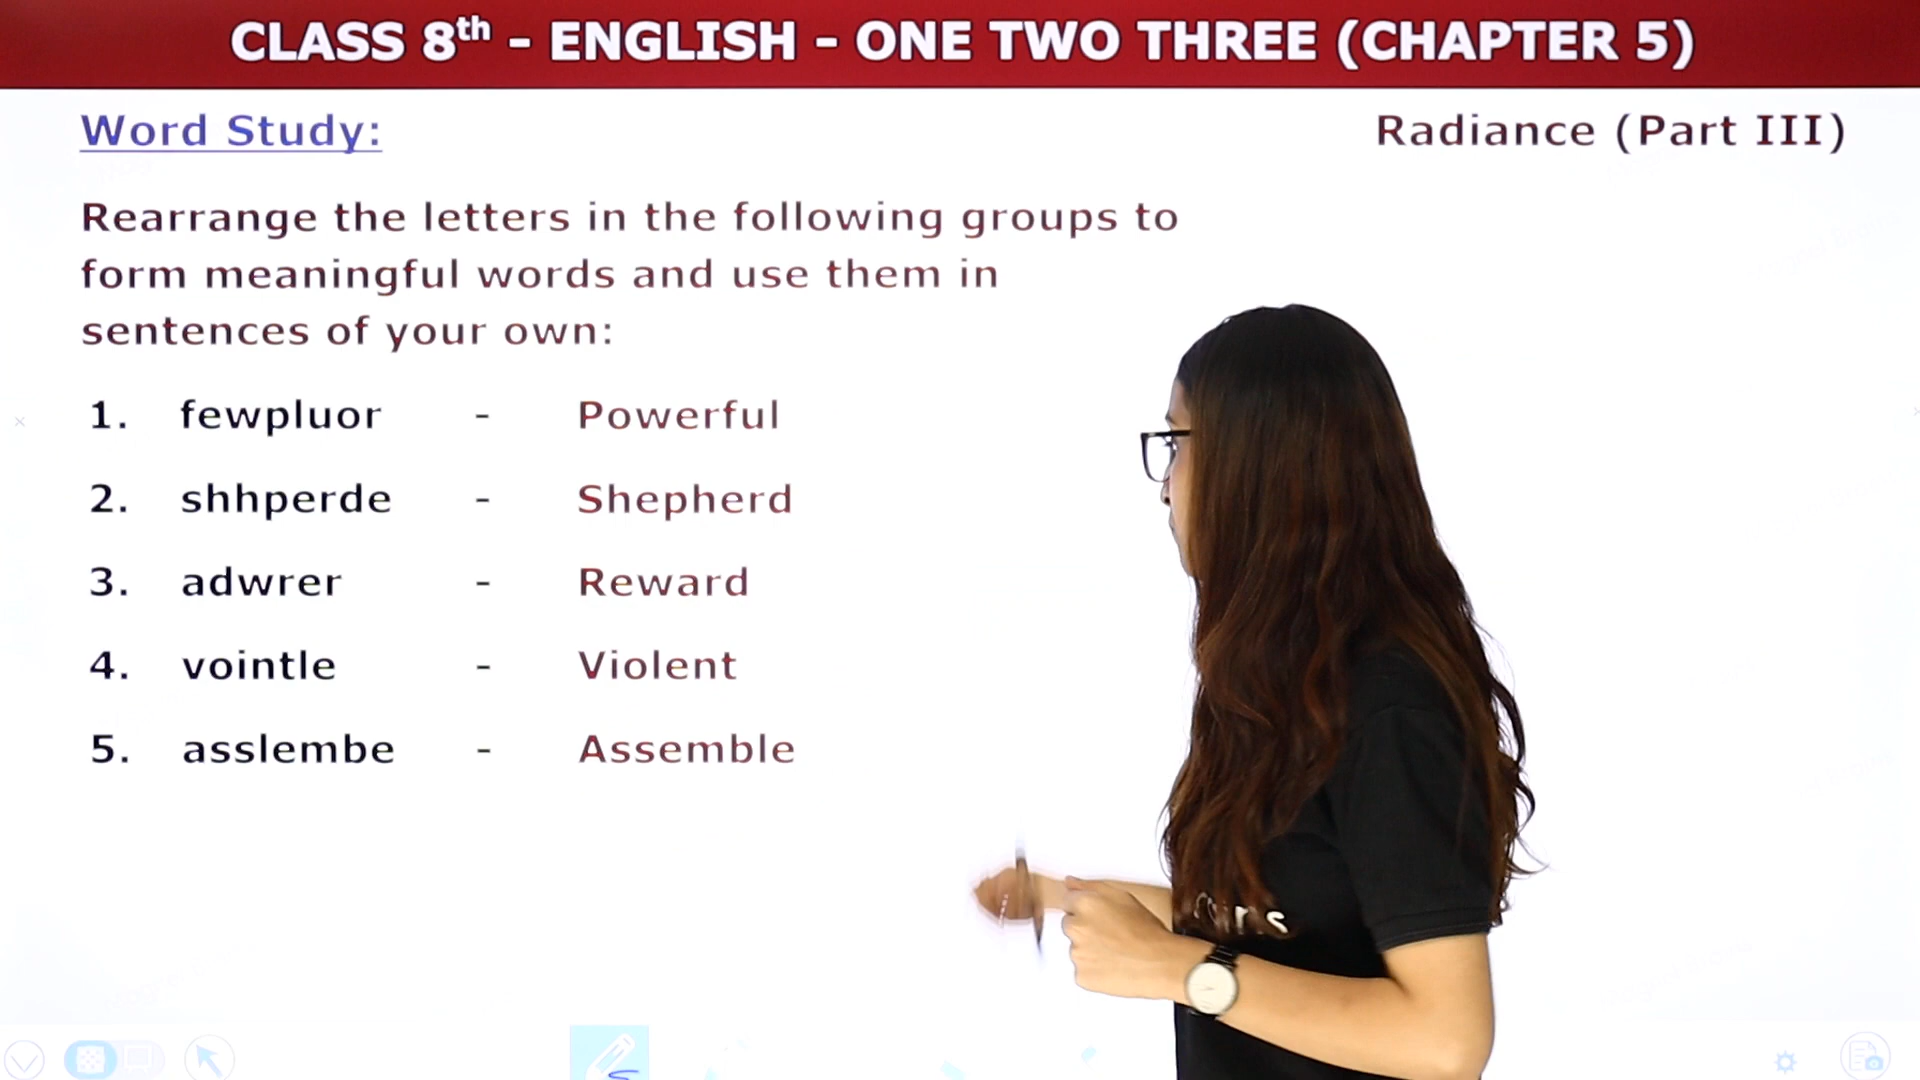 CLASS 8th - ENGLISH - ONE TWO THREE (CHAPTER 5)
Word Study:
Radiance (Part III)
Rearrange the letters in the following groups to
form meaningful words and use them in
sentences of your own:
1. fewpluor - Powerful
2. shhperde - Shepherd
3. adwrer - Reward
4. vointle - Violent
5. asslembe - Assemble